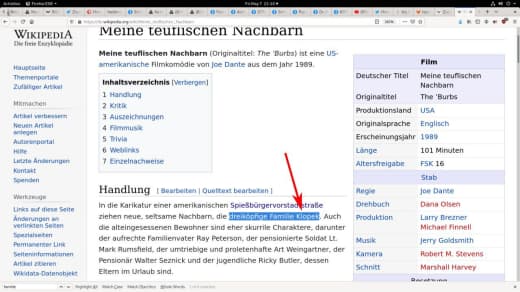 Meine teuflischen Nachbarn
WIKIPEDIA
Die freie Enzyklopädie
Hauptseite
Themenportale
Zufälliger Artikel
Mitmachen
Artikel verbessern
Neuen Artikel
anlegen
Autorenportal
Hilfe
Letzte Änderungen
Kontakt
Spenden
Werkzeuge
Links auf diese Seite
Änderungen an
verlinkten Seiten
Spezialseiten
Permanenter Link
Seiteninformationen
Artikel zitieren
Wikidata-Datenobjekt
Meine teuflischen Nachbarn (Originaltitel: The 'Burbs) ist eine US-
amerikanische Filmkomödie von Joe Dante aus dem Jahr 1989.
Inhaltsverzeichnis [Verbergen]
1 Handlung
2 Kritik
3 Auszeichnungen
4 Filmmusik
5 Trivia
6 Weblinks
7 Einzelnachweise
Handlung [ Bearbeiten | Quelltext bearbeiten ]
In die Karikatur einer amerikanischen Spießbürgervorstadtstraße
ziehen neue, seltsame Nachbarn, die dreiköpfige Familie Klopek. Auch
die alteingesessenen Bewohner sind eher skurrile Charaktere, darunter
der aufrechte Familienvater Ray Peterson, der pensionierte Soldat Lt.
Mark Rumsfield, der umtriebige und proletenhafte Art Weingartner, der
Pensionär Walter Seznick und der jugendliche Ricky Butler, dessen
Eltern im Urlaub sind.
Film
Deutscher Titel Meine teuflischen
Nachbarn
Originaltitel The 'Burbs
Produktionsland USA
Originalsprache Englisch
Erscheinungsjahr 1989
Länge 101 Minuten
Altersfreigabe FSK 16
Stab
Regie Joe Dante
Drehbuch Dana Olsen
Produktion Larry Brezner
Michael Finnell
Musik Jerry Goldsmith
Kamera Robert M. Stevens
Schnitt Marshall Harvey
Besetzung